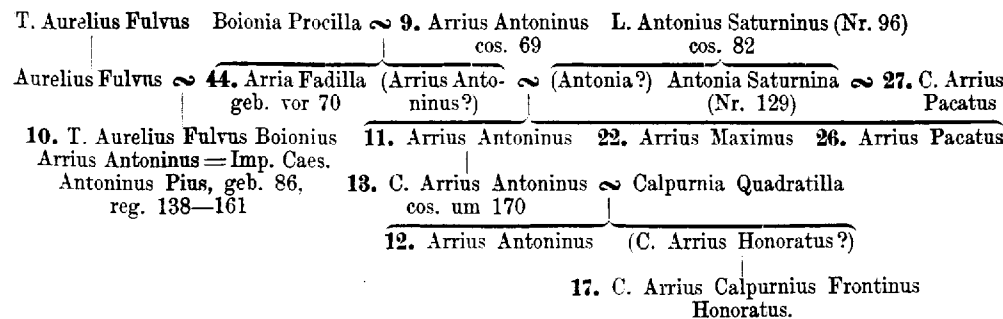 T. Aurelius Fulvus Boionia Procilla ∾ 9. Arrius Antoninus L. Antonius Saturninus (Nr. 96)
cos. 69 cos. 82
Aurelius Fulvus ∾ 44. Arria Fadilla (Arrius Anto- ∾ (Antonia?) Antonia Saturnina ∾ 27. C. Arrius
geb. vor 70 ninus?) (Nr. 129) Pacatus
10. T. Aurelius Fulvus Boionius 11. Arrius Antoninus 22. Arrius Maximus 26. Arrius Pacatus
Arrius Antoninus = Imp. Caes.
Antoninus Pius, geb. 86, 13. C. Arrius Antoninus ∾ Calpurnia Quadratilla
reg. 138—161 cos. um 170
12. Arrius Antoninus (C. Arrius Honoratus?)
17. C. Arrius Calpurnius Frontinus
Honoratus.